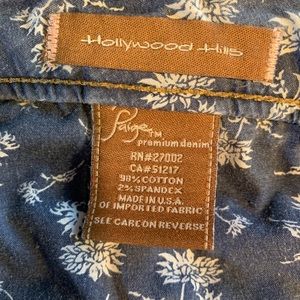 Hollywood Hills
Paige™
premium denim
RN#27002
CA#51217
98% COTTON
2% SPANDEX
MADE IN U.S.A.
OF IMPORTED FABRIC
SEE CARE ON REVERSE